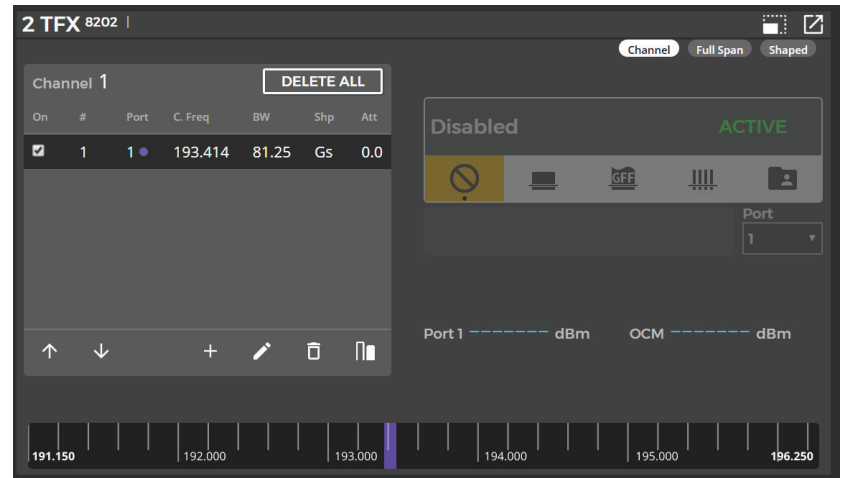 2 TFX 8202 |
Channel Full Span Shaped
Channel 1 DELETE ALL
On # Port C. Freq BW Shp Att
1 1 193.414 81.25 Gs 0.0
Disabled ACTIVE
GFF
Port
1
Port 1 ------- dBm OCM ------- dBm
191.150 192.000 193.000 194.000 195.000 196.250